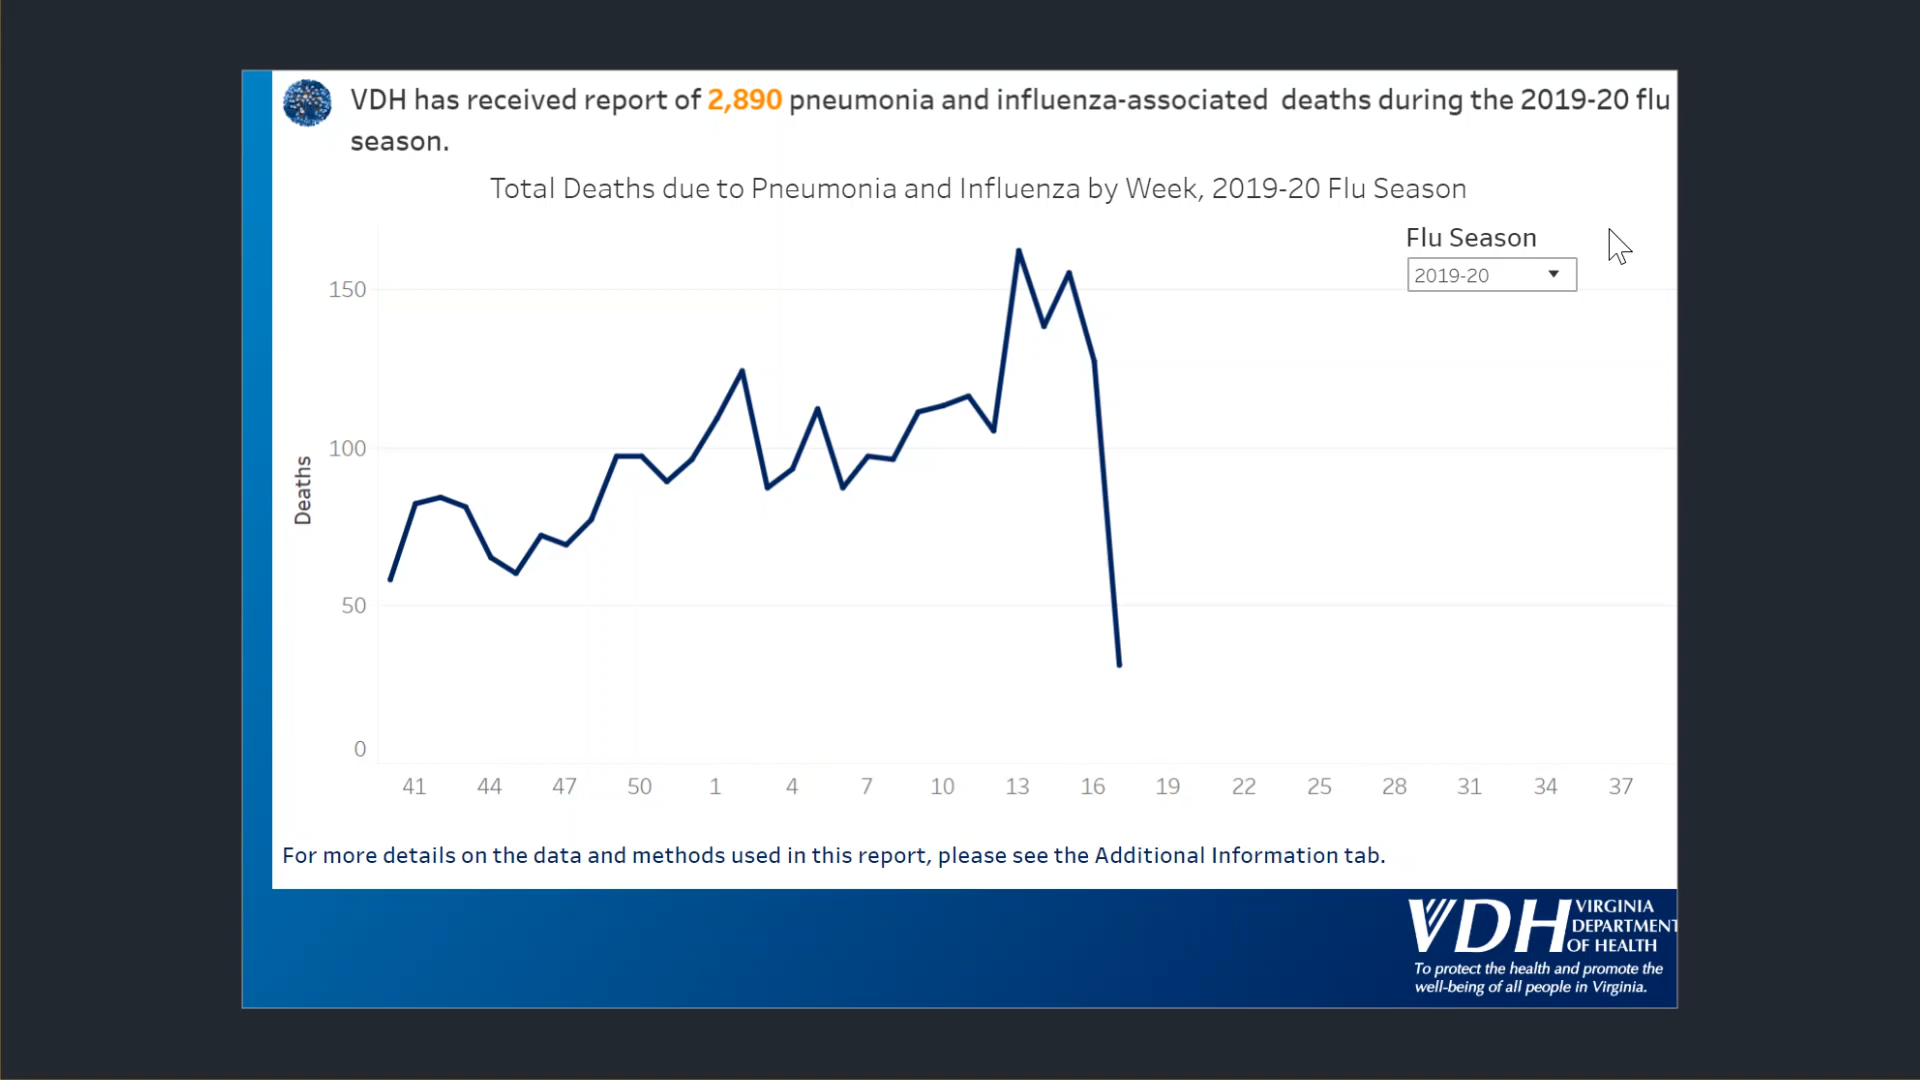 VDH has received report of 2,890 pneumonia and influenza-associated deaths during the 2019-20 flu
season.
Total Deaths due to Pneumonia and Influenza by Week, 2019-20 Flu Season
Flu Season
2019-20
150
100
50
0
Deaths
41 44 47 50 1 4 7 10 13 16 19 22 25 28 31 34 37
For more details on the data and methods used in this report, please see the Additional Information tab.
VDH VIRGINIA
DEPARTMENT
OF HEALTH
To protect the health and promote the
well-being of all people in Virginia.